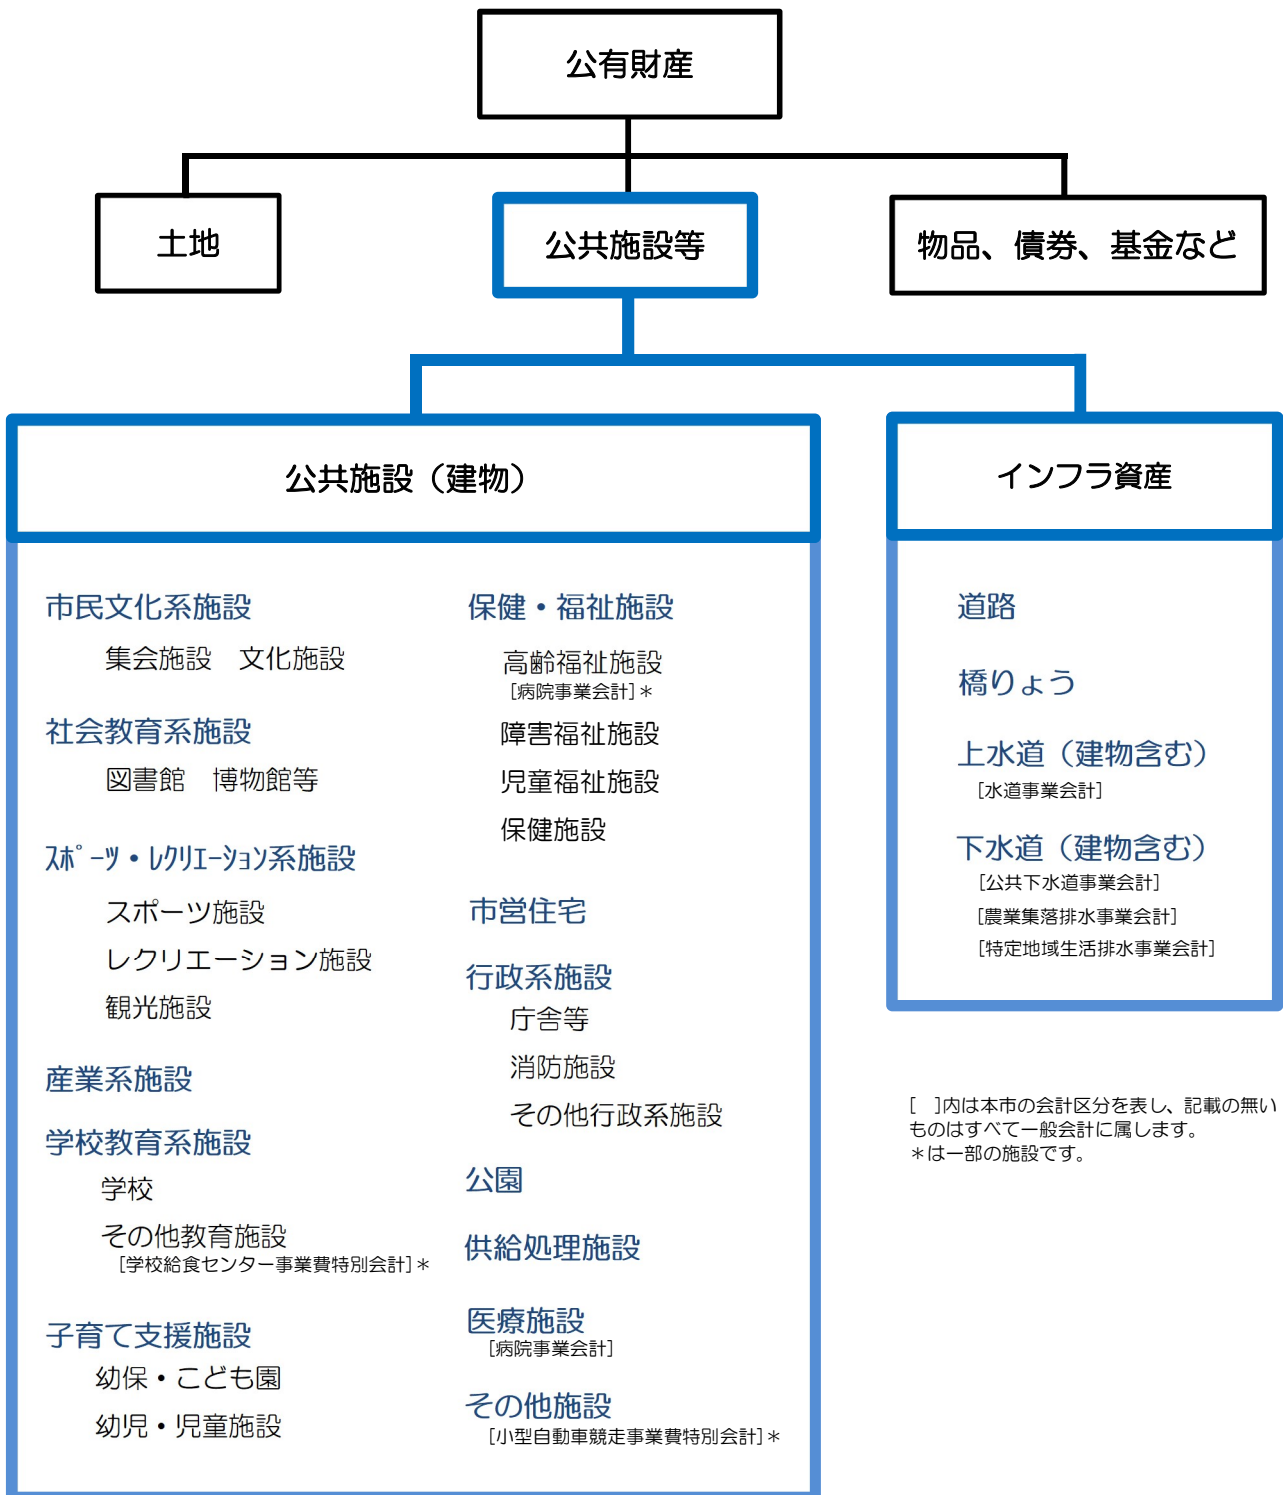 公有財産
土地
公共施設等
物品、債券、基金など
公共施設（建物）
市民文化系施設
集会施設　文化施設
社会教育系施設
図書館　博物館等
ｽﾎﾟｰﾂ・ﾚｸﾘｴｰｼｮﾝ系施設
スポーツ施設
レクリエーション施設
観光施設
産業系施設
学校教育系施設
学校
その他教育施設
[学校給食センター事業費特別会計]＊
子育て支援施設
幼保・こども園
幼児・児童施設
保健・福祉施設
高齢福祉施設
[病院事業会計]＊
障害福祉施設
児童福祉施設
保健施設
市営住宅
行政系施設
庁舎等
消防施設
その他行政系施設
公園
供給処理施設
医療施設
[病院事業会計]
その他施設
[小型自動車競走事業費特別会計]＊
インフラ資産
道路
橋りょう
上水道（建物含む）
[水道事業会計]
下水道（建物含む）
[公共下水道事業会計]
[農業集落排水事業会計]
[特定地域生活排水事業会計]
[　]内は本市の会計区分を表し、記載の無い
ものはすべて一般会計に属します。
＊は一部の施設です。